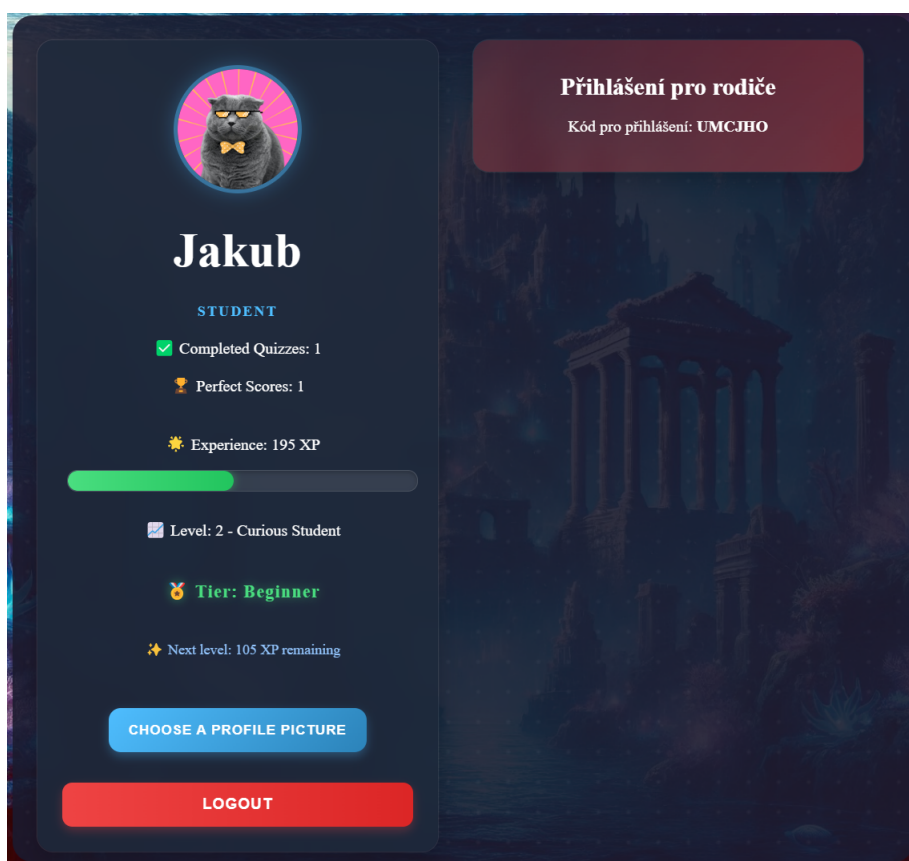 Jakub
STUDENT
✅ Completed Quizzes: 1
🏆 Perfect Scores: 1
🌟 Experience: 195 XP
📈 Level: 2 - Curious Student
🏅 Tier: Beginner
✨ Next level: 105 XP remaining
CHOOSE A PROFILE PICTURE
LOGOUT
Přihlášení pro rodiče
Kód pro přihlášení: UMCJHO